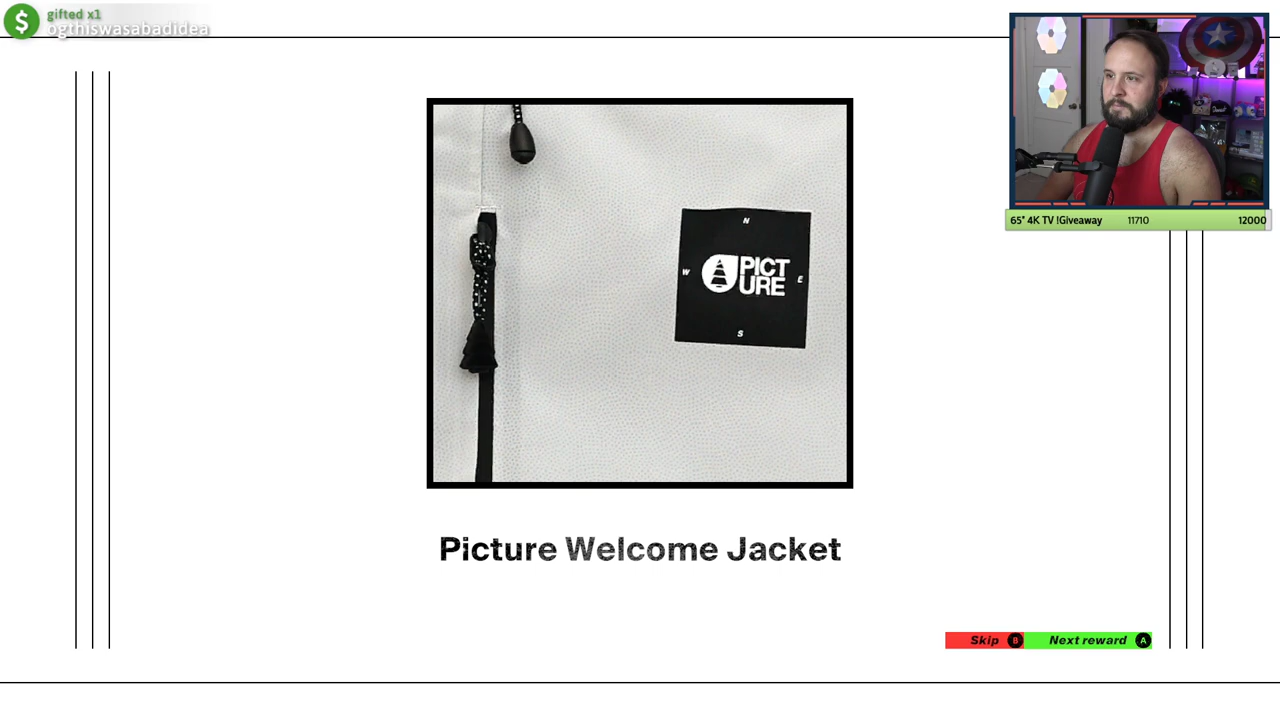 gifted x1
ogthiswasabadidea
65" 4K TV !Giveaway 11710 12000
N
W
PICT
URE
E
S
Picture Welcome Jacket
Skip B Next reward A